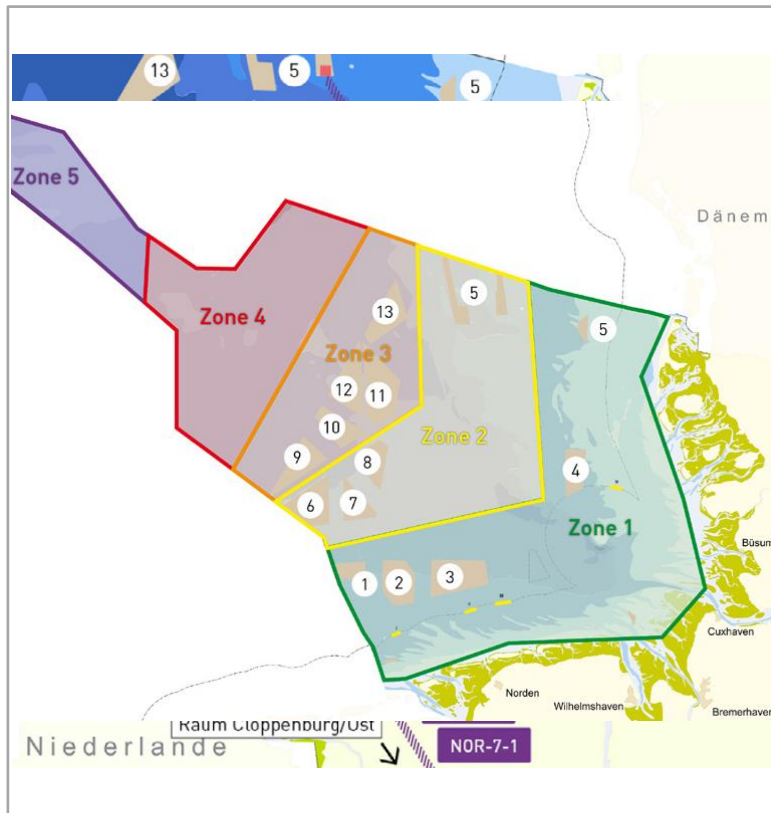 13
5
5
Zone 5
Dänem
Zone 4
5
13
5
Zone 3
12
11
10
Zone 2
9
8
4
6
7
Zone 1
Büsum
1
2
3
Cuxhaven
Norden
Wilhelmshaven
Bremerhaven
Raum Cloppenburg/Ost
Niederlande
NOR-7-1